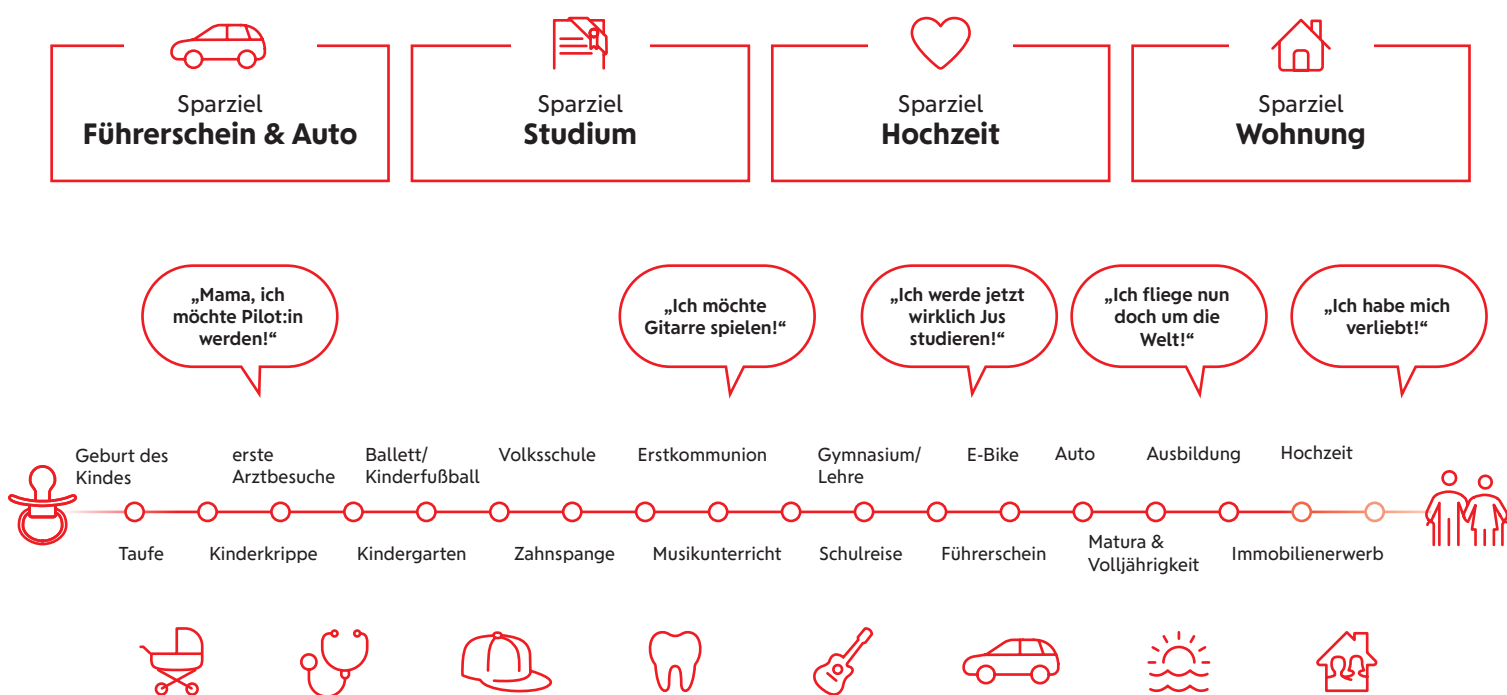 Sparziel
Führerschein & Auto
Sparziel
Studium
Sparziel
Hochzeit
Sparziel
Wohnung
„Mama, ich
möchte Pilot:in
werden!“
„Ich möchte
Gitarre spielen!“
„Ich werde jetzt
wirklich Jus
studieren!“
„Ich fliege nun
doch um die
Welt!“
„Ich habe mich
verliebt!“
Geburt des
Kindes
erste
Arztbesuche
Ballett/
Kinderfußball
Volksschule
Erstkommunion
Gymnasium/
Lehre
E-Bike
Auto
Ausbildung
Hochzeit
Taufe
Kinderkrippe
Kindergarten
Zahnspange
Musikunterricht
Schulreise
Führerschein
Matura &
Volljährigkeit
Immobilienerwerb